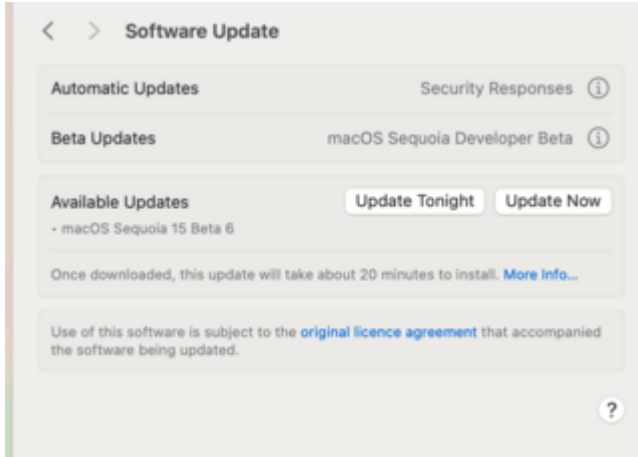 Software Update
Automatic Updates Security Responses
Beta Updates macOS Sequoia Developer Beta
Available Updates Update Tonight Update Now
• macOS Sequoia 15 Beta 6
Once downloaded, this update will take about 20 minutes to install. More Info...
Use of this software is subject to the original licence agreement that accompanied
the software being updated.
?